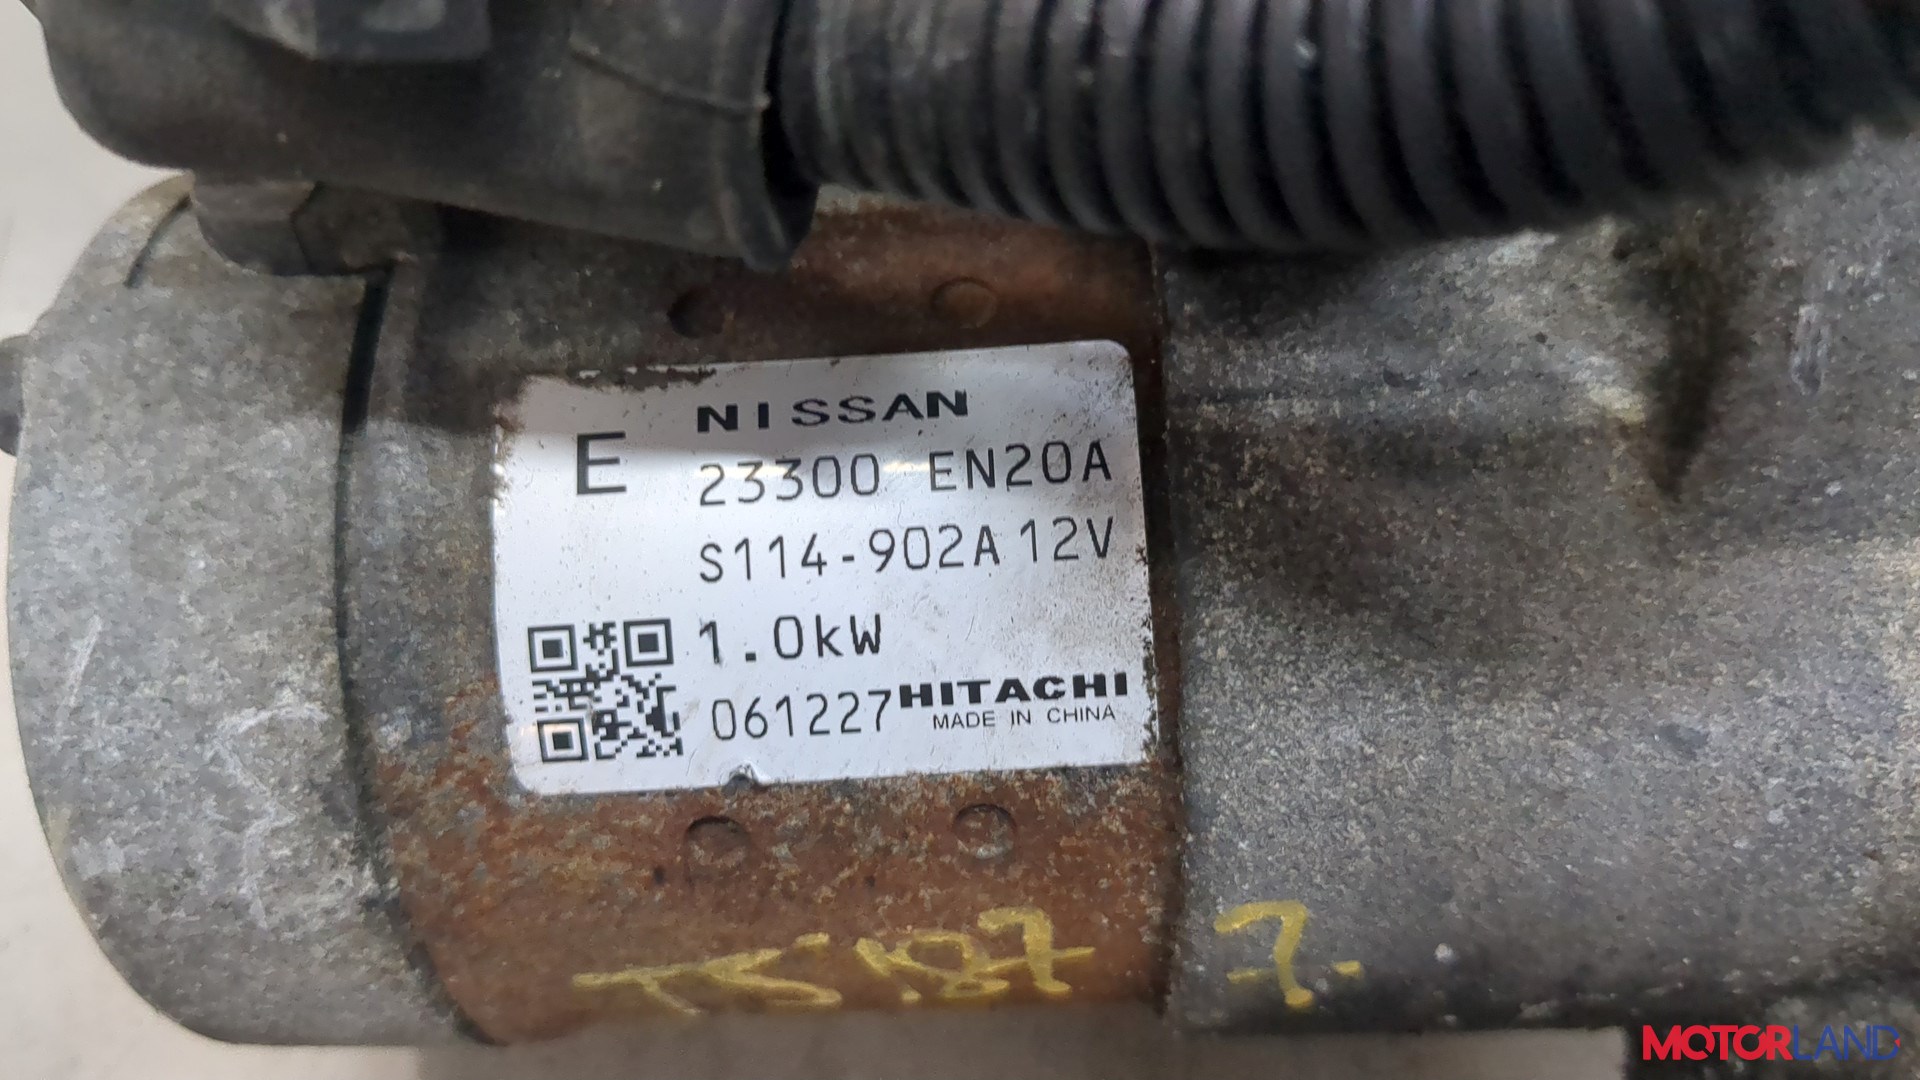 NISSAN
E 23300 EN20A
S114-902A 12V
1.0kW
061227 HITACHI
MADE IN CHINA
MOTORLAND